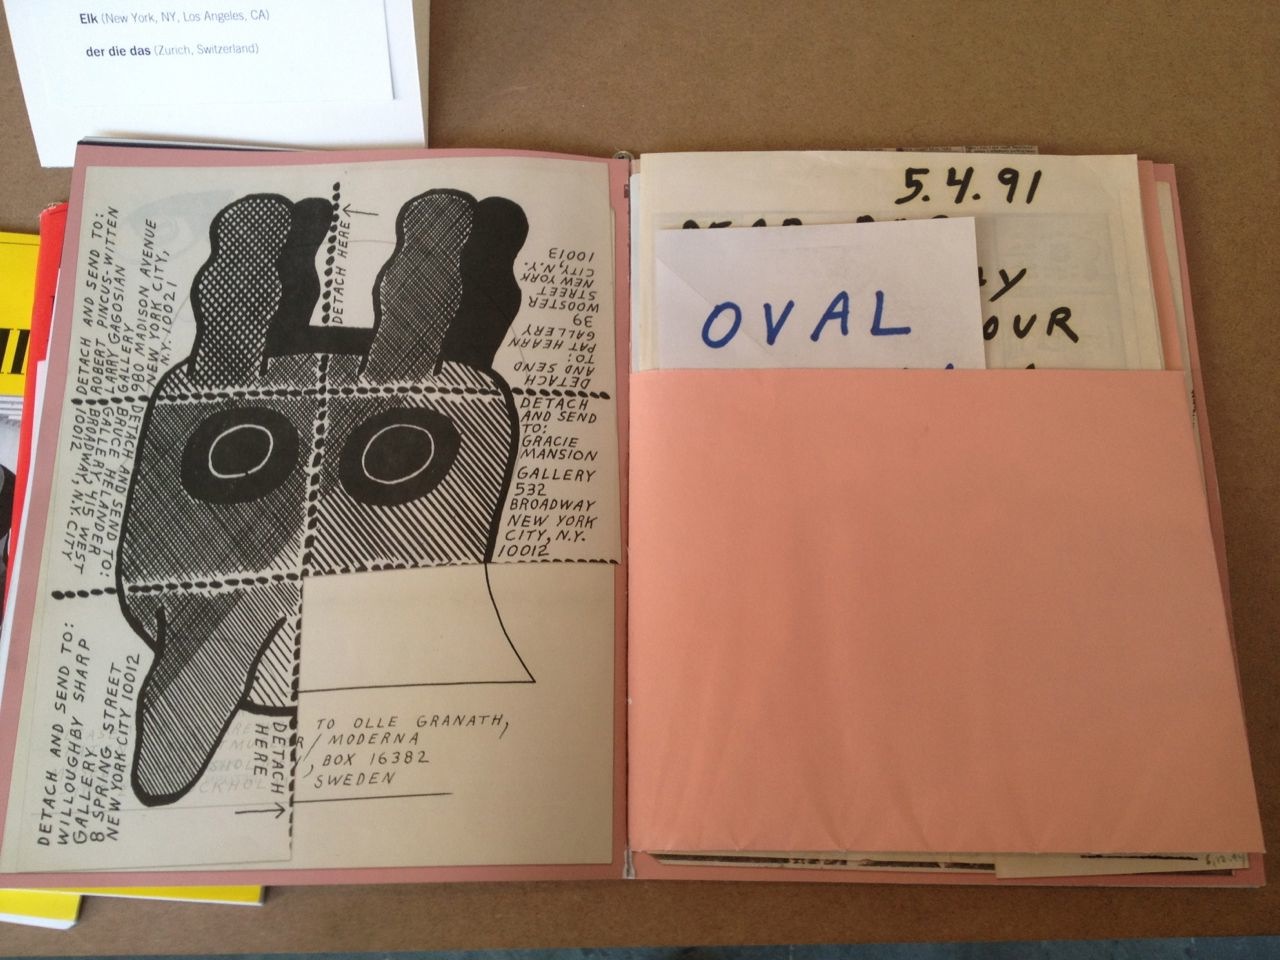 Elk (New York, NY, Los Angeles, CA)
der die das (Zurich, Switzerland)
DETACH AND SEND TO:
ROBERT PINCUS-WITTEN
LARRY GAGOSIAN
GALLERY
980 MADISON AVENUE
NEW YORK CITY,
N.Y. 10021
DETACH HERE
DETACH
AND SEND
TO:
PAT HEARN
GALLERY
39
WOOSTER
STREET
NEW YORK
CITY, N.Y.
10013
DETACH AND SEND TO:
BRUCE HELANDER
GALLERY 415 WEST
BROADWAY, N.Y. CITY
10012
DETACH
AND SEND
TO:
GRACIE
MANSION
GALLERY
532
BROADWAY
NEW YORK
CITY, N.Y.
10012
DETACH AND SEND TO:
WILLOUGHBY SHARP
GALLERY
8 SPRING STREET
NEW YORK CITY 10012
DETACH
HERE
TO OLLE GRANATH,
MODERNA
BOX 16382
SWEDEN
5.4.91
DEAR
OUR
OVAL